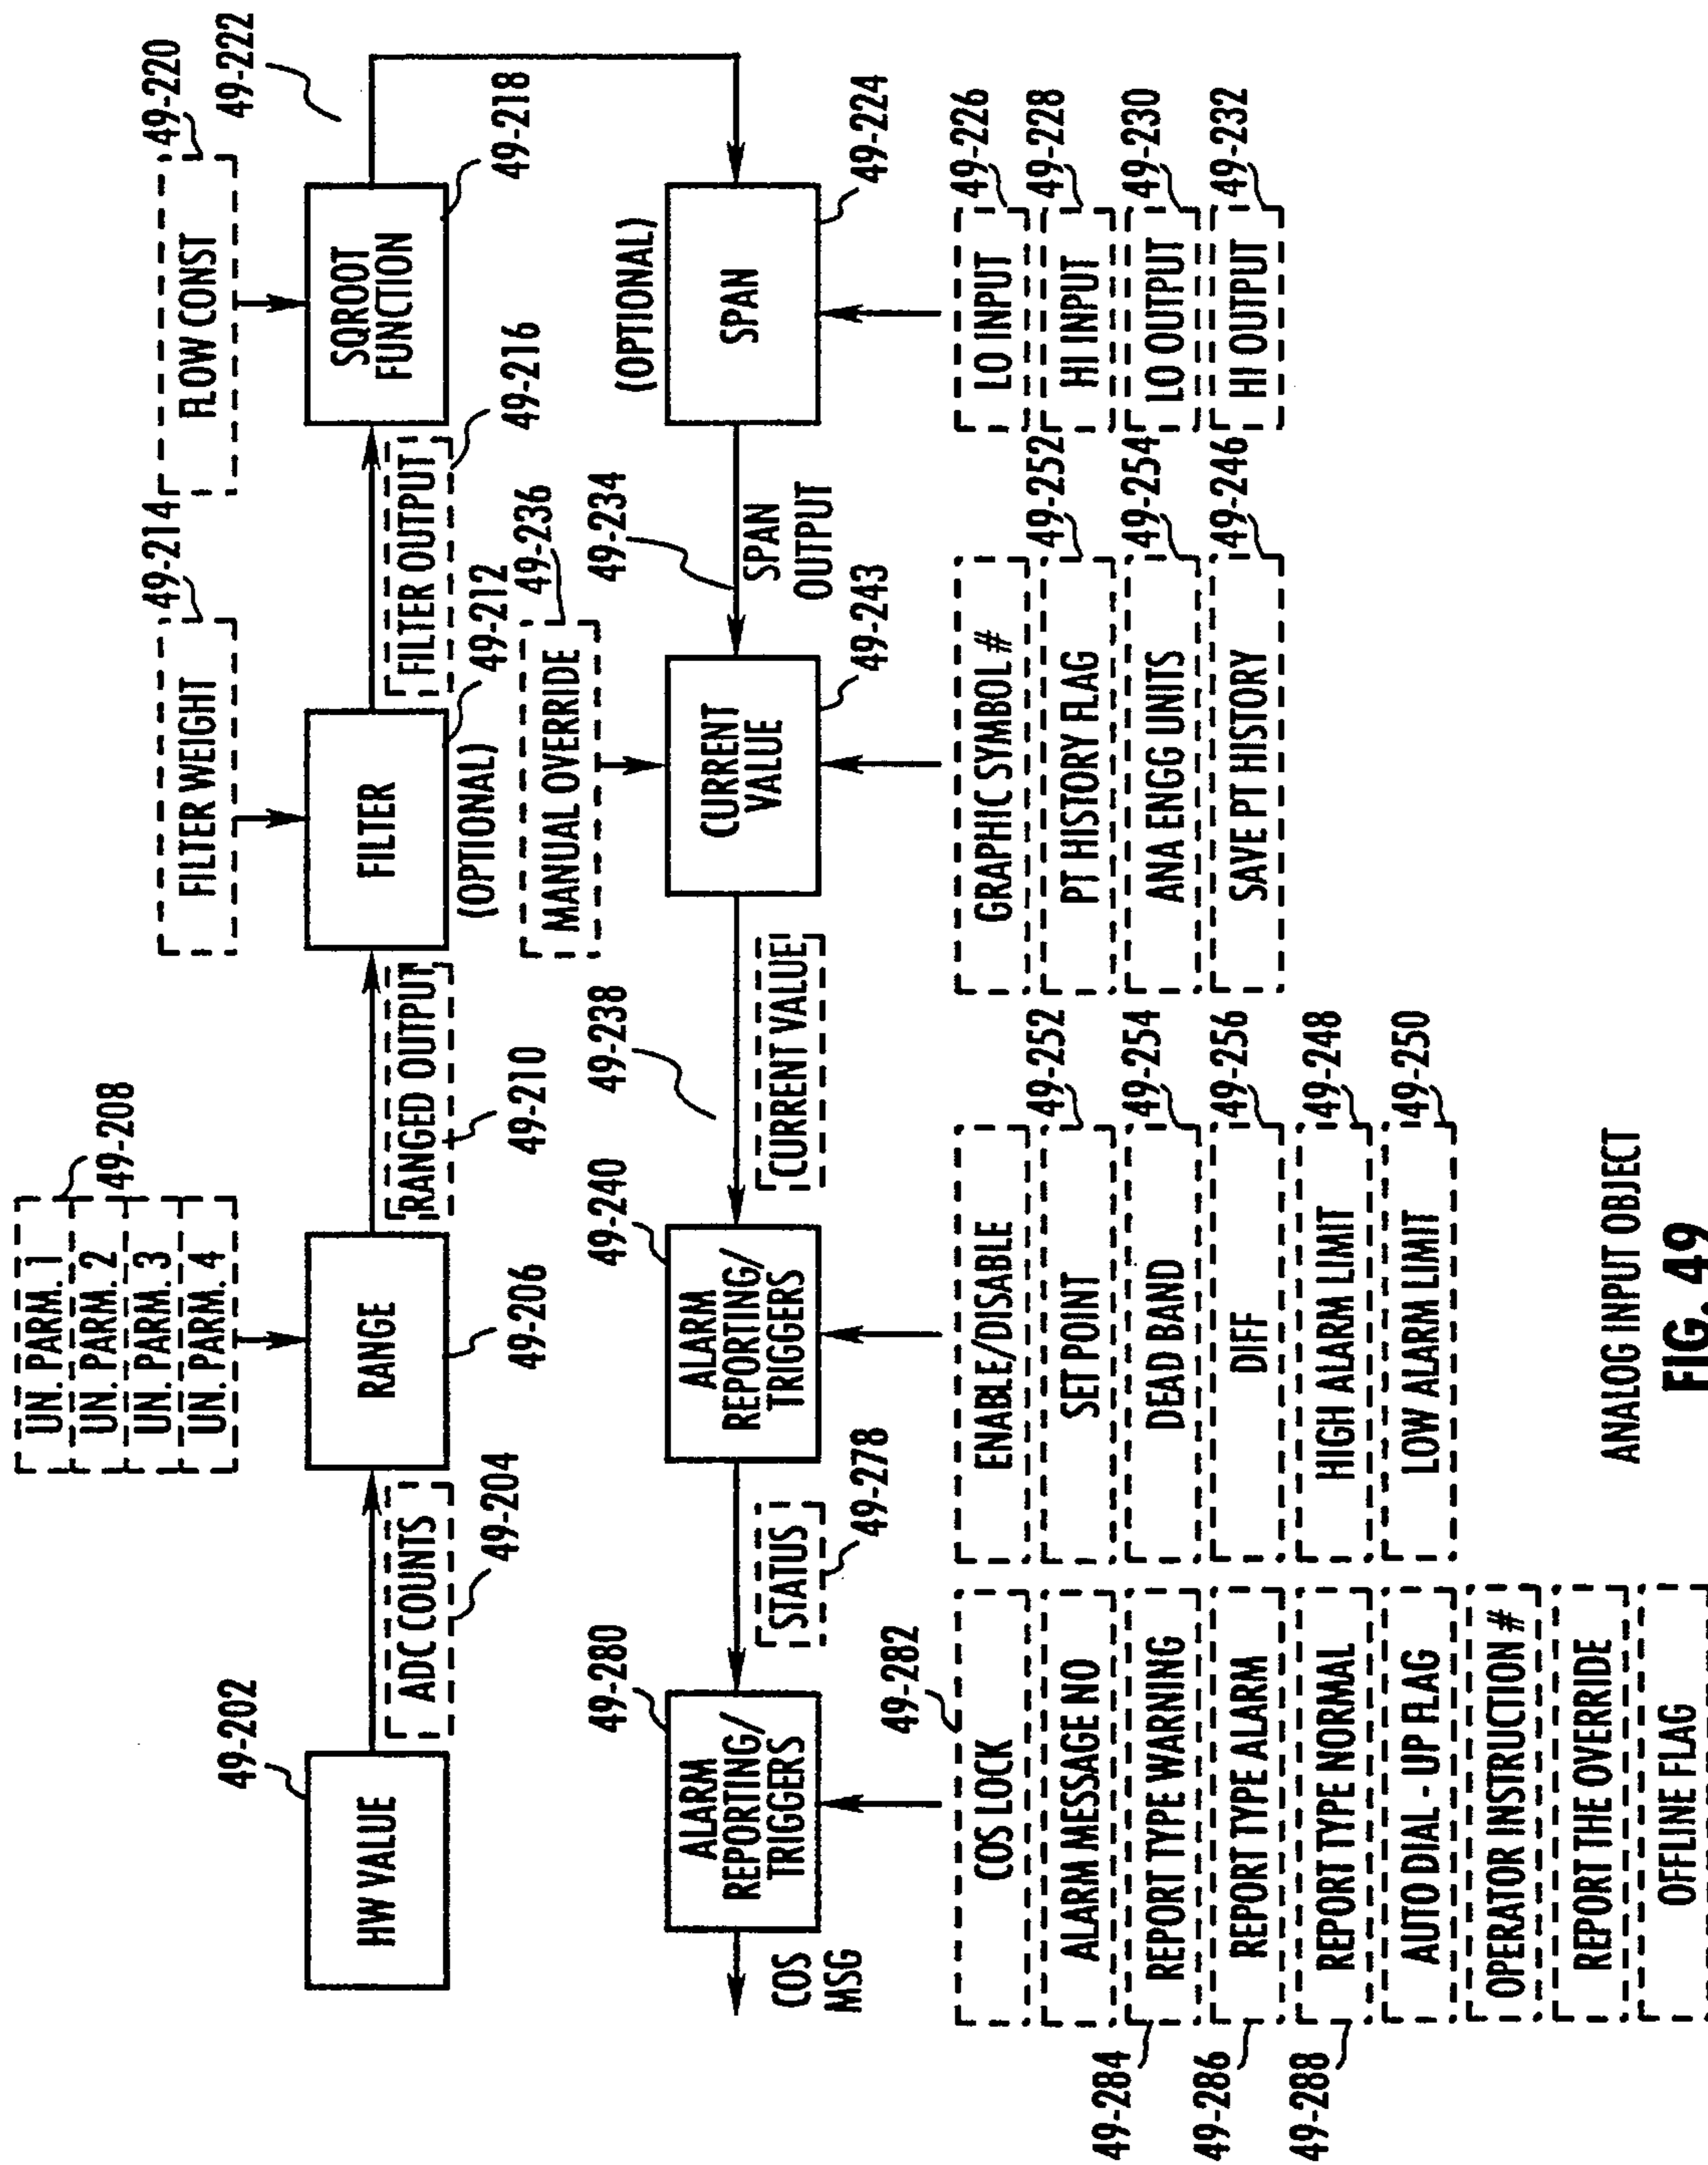 49-208
UN. PARM. 1
UN. PARM. 2
UN. PARM. 3
UN. PARM. 4
49-208
49-214
FILTER WEIGHT
49-220
FLOW CONST
49-222
49-202
HW VALUE
ADC COUNTS
49-204
RANGE
49-206
RANGED OUTPUT
49-210
FILTER
49-212
(OPTIONAL)
FILTER OUTPUT
49-216
SQROOT
FUNCTION
49-218
49-280
ALARM
REPORTING/
TRIGGERS
COS
MSG
STATUS
49-278
49-240
ALARM
REPORTING/
TRIGGERS
49-238
CURRENT VALUE
49-236
MANUAL OVERRIDE
CURRENT
VALUE
49-243
49-234
SPAN
OUTPUT
(OPTIONAL)
SPAN
49-224
49-282
COS LOCK
ALARM MESSAGE NO
49-284
REPORT TYPE WARNING
49-286
REPORT TYPE ALARM
49-288
REPORT TYPE NORMAL
AUTO DIAL - UP FLAG
OPERATOR INSTRUCTION #
REPORT THE OVERRIDE
OFFLINE FLAG
ENABLE/DISABLE
SET POINT
49-252
DEAD BAND
49-254
DIFF
49-256
HIGH ALARM LIMIT
49-248
LOW ALARM LIMIT
49-250
GRAPHIC SYMBOL #
PT HISTORY FLAG
49-252
ANA ENGG UNITS
49-254
SAVE PT HISTORY
49-246
LO INPUT
49-226
HI INPUT
49-228
LO OUTPUT
49-230
HI OUTPUT
49-232
ANALOG INPUT OBJECT
FIG. 49